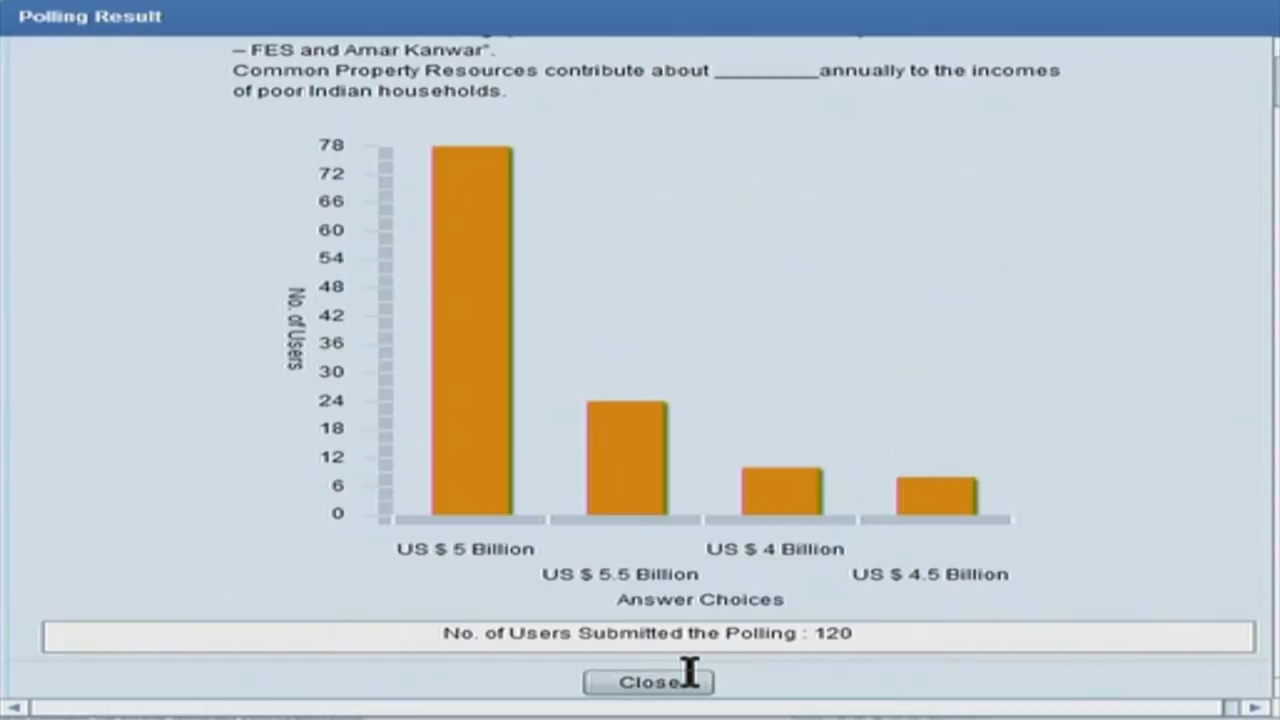 Polling Result
– FES and Amar Kanwar".
Common Property Resources contribute about _________annually to the incomes
of poor Indian households.
78
72
66
60
54
48
42
36
30
24
18
12
6
0
No. of Users
US $ 5 Billion
US $ 5.5 Billion
US $ 4 Billion
US $ 4.5 Billion
Answer Choices
No. of Users Submitted the Polling : 120
Close